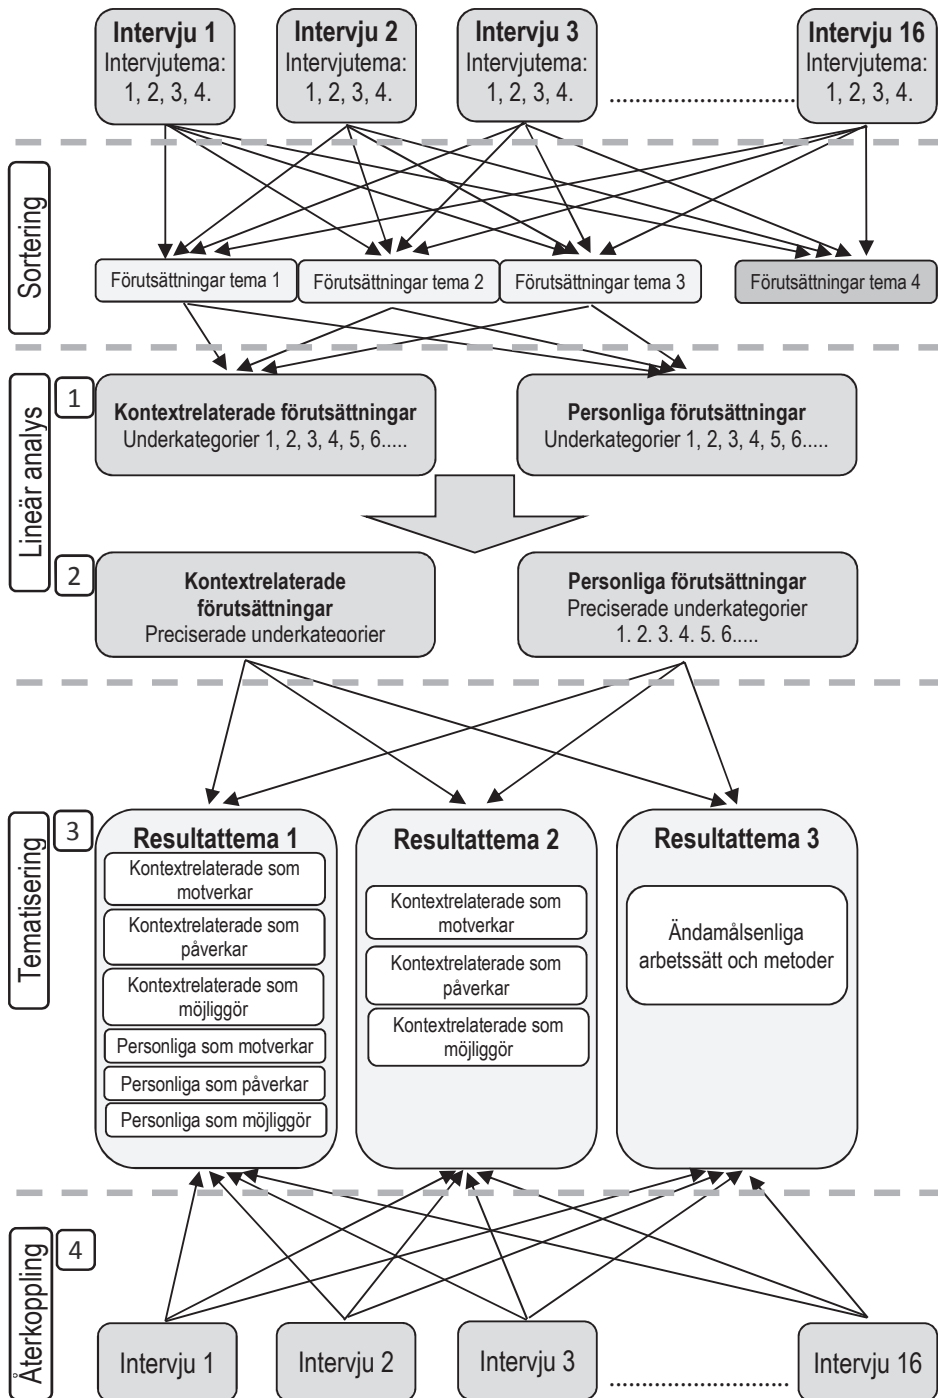 Intervju 1
Intervjutema:
1, 2, 3, 4.
Intervju 2
Intervjutema:
1, 2, 3, 4.
Intervju 3
Intervjutema:
1, 2, 3, 4.
Intervju 16
Intervjutema:
1, 2, 3, 4.
Sortering
Förutsättningar tema 1
Förutsättningar tema 2
Förutsättningar tema 3
Förutsättningar tema 4
Lineär analys
1
Kontextrelaterade förutsättningar
Underkategorier 1, 2, 3, 4, 5, 6.....
Personliga förutsättningar
Underkategorier 1, 2, 3, 4, 5, 6.....
2
Kontextrelaterade
förutsättningar
Preciserade underkategorier
Personliga förutsättningar
Preciserade underkategorier
1. 2. 3. 4. 5. 6.....
Tematisering
3
Resultattema 1
Kontextrelaterade som
motverkar
Kontextrelaterade som
påverkar
Kontextrelaterade som
möjliggör
Personliga som motverkar
Personliga som påverkar
Personliga som möjliggör
Resultattema 2
Kontextrelaterade som
motverkar
Kontextrelaterade som
påverkar
Kontextrelaterade som
möjliggör
Resultattema 3
Ändamålsenliga
arbetssätt och metoder
Återkoppling
4
Intervju 1
Intervju 2
Intervju 3
Intervju 16